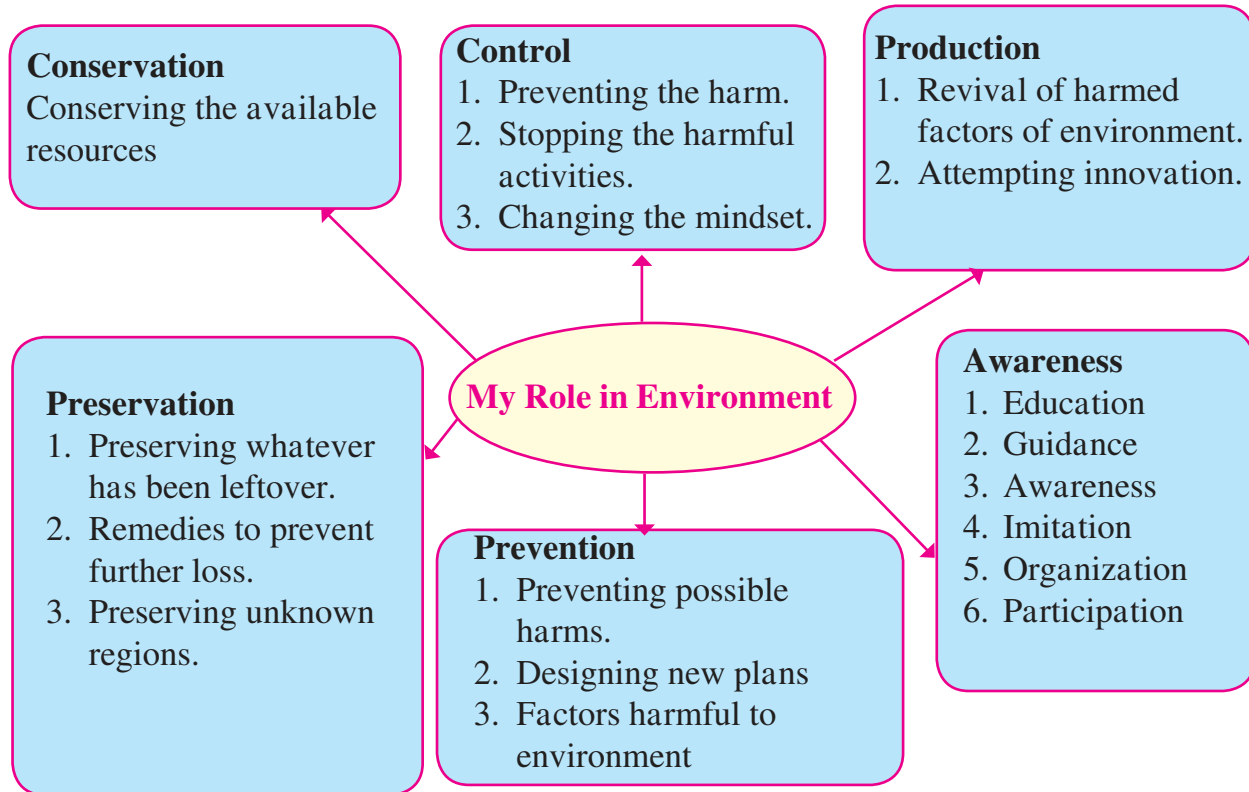 Conservation
Conserving the available
resources
Control
1. Preventing the harm.
2. Stopping the harmful
activities.
3. Changing the mindset.
Production
1. Revival of harmed
factors of environment.
2. Attempting innovation.
My Role in Environment
Preservation
1. Preserving whatever
has been leftover.
2. Remedies to prevent
further loss.
3. Preserving unknown
regions.
Prevention
1. Preventing possible
harms.
2. Designing new plans
3. Factors harmful to
environment
Awareness
1. Education
2. Guidance
3. Awareness
4. Imitation
5. Organization
6. Participation